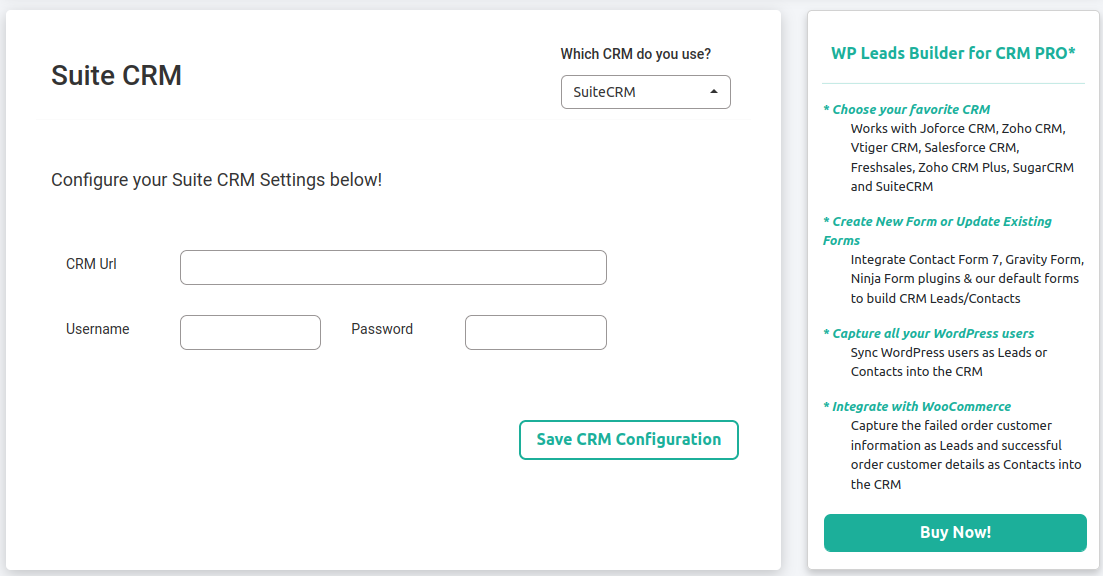 Suite CRM
Which CRM do you use?
SuiteCRM
Configure your Suite CRM Settings below!
CRM Url
Username
Password
Save CRM Configuration
WP Leads Builder for CRM PRO*
* Choose your favorite CRM
Works with Joforce CRM, Zoho CRM,
Vtiger CRM, Salesforce CRM,
Freshsales, Zoho CRM Plus, SugarCRM
and SuiteCRM
* Create New Form or Update Existing
Forms
Integrate Contact Form 7, Gravity Form,
Ninja Form plugins & our default forms
to build CRM Leads/Contacts
* Capture all your WordPress users
Sync WordPress users as Leads or
Contacts into the CRM
* Integrate with WooCommerce
Capture the failed order customer
information as Leads and successful
order customer details as Contacts into
the CRM
Buy Now!